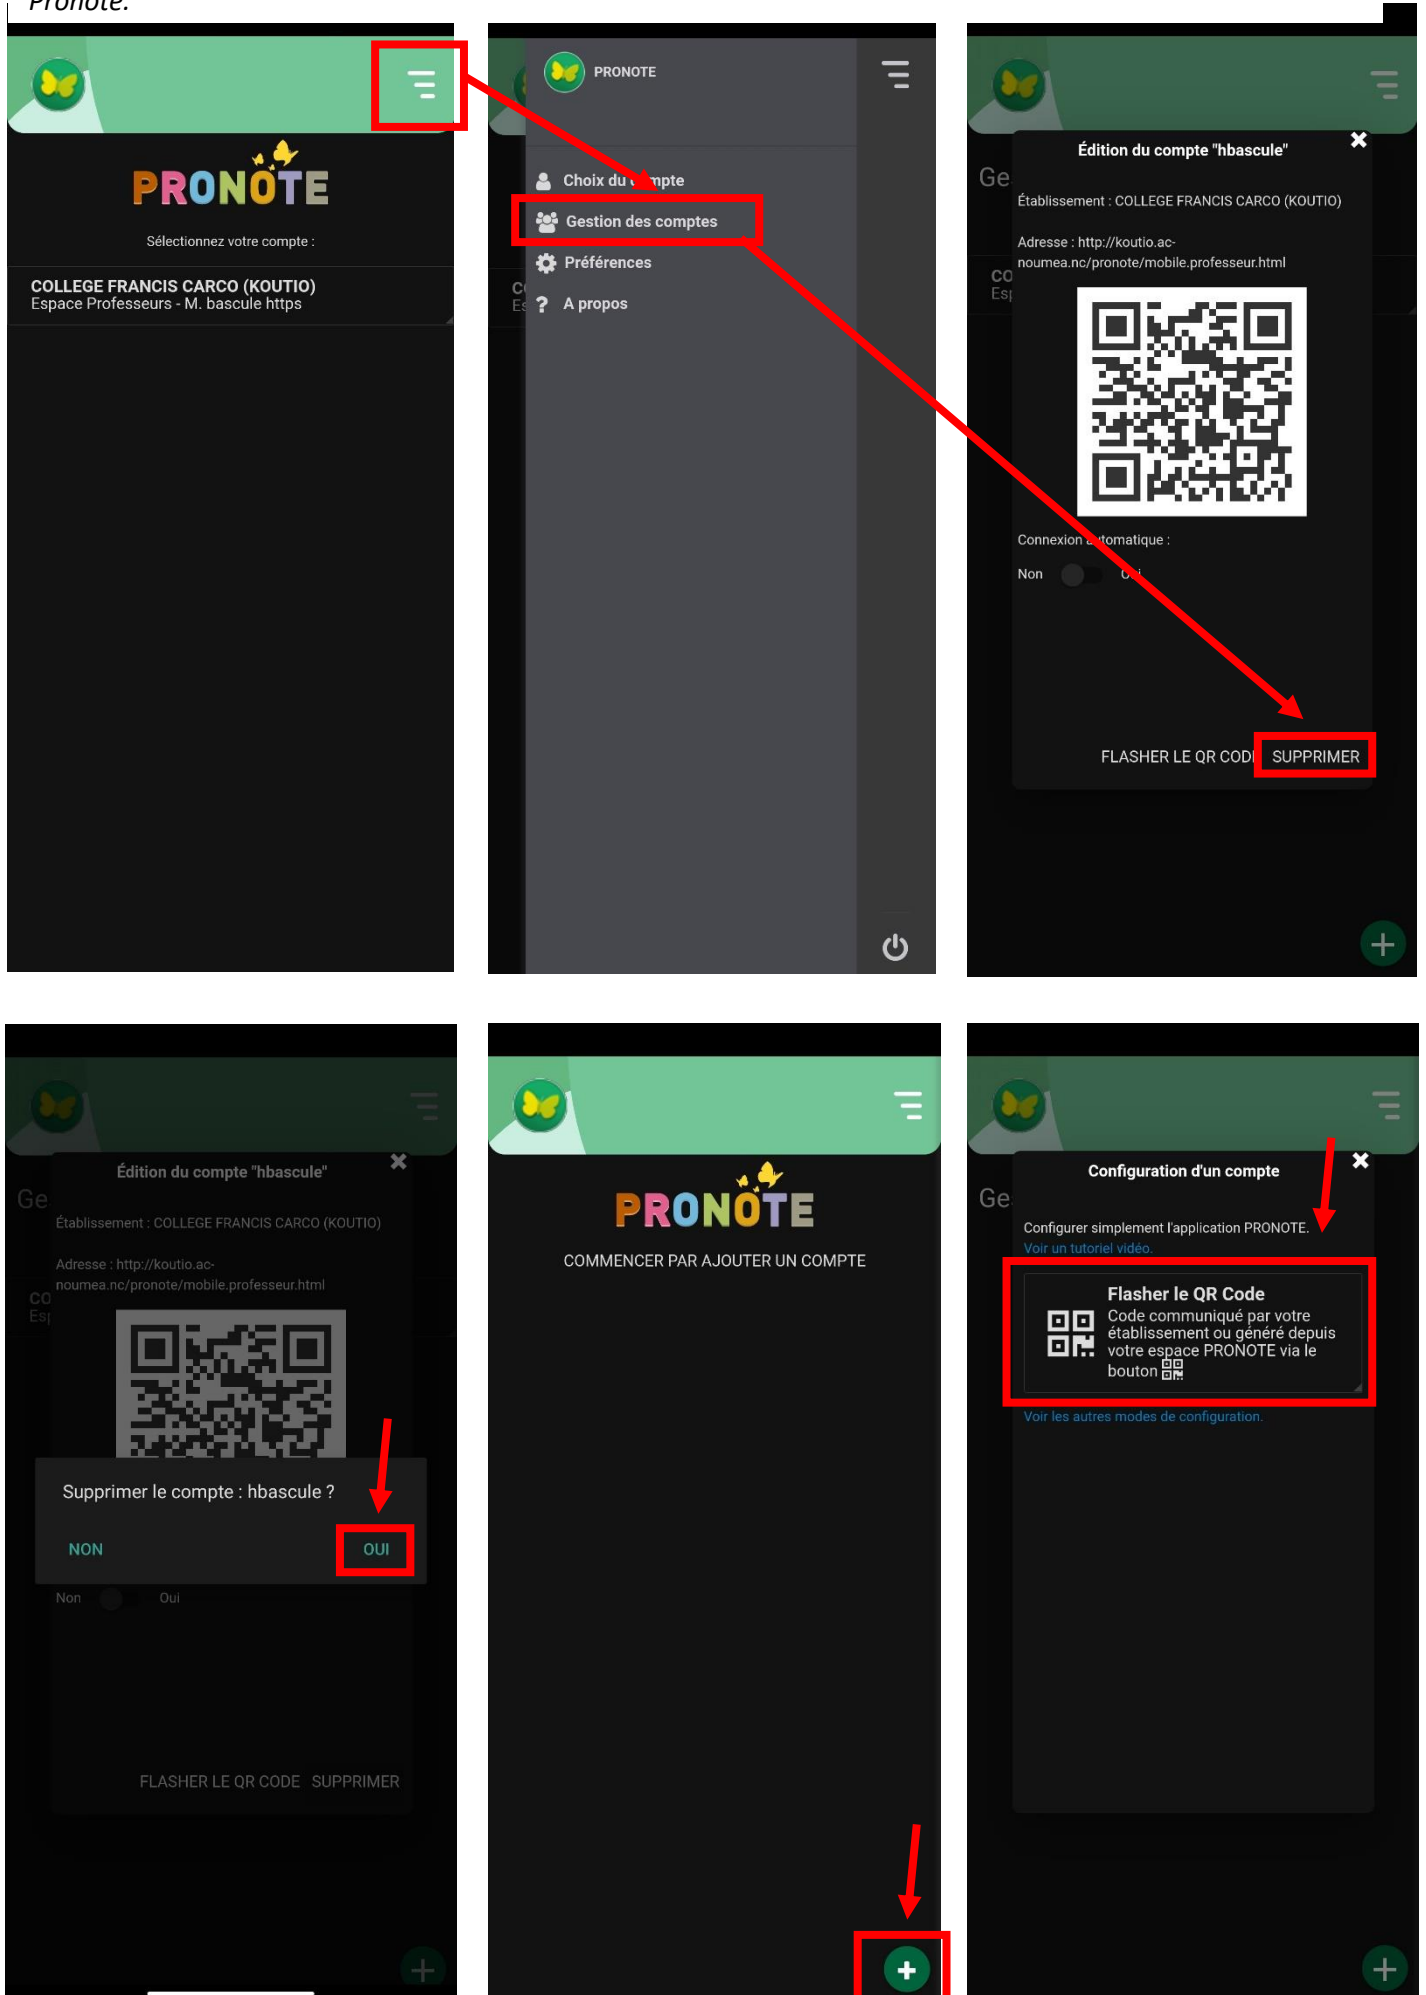 Pronote.
PRONOTE
Sélectionnez votre compte :
COLLEGE FRANCIS CARCO (KOUTIO)
Espace Professeurs - M. bascule https
PRONOTE
Choix du compte
Gestion des comptes
Préférences
A propos
Édition du compte "hbascule"
Établissement : COLLEGE FRANCIS CARCO (KOUTIO)
Adresse : http://koutio.ac-
noumea.nc/pronote/mobile.professeur.html
Connexion automatique :
Non Oui
FLASHER LE QR CODE SUPPRIMER
Édition du compte "hbascule"
Ge
Établissement : COLLEGE FRANCIS CARCO (KOUTIO)
Adresse : http://koutio.ac-
noumea.nc/pronote/mobile.professeur.html
Supprimer le compte : hbascule ?
NON OUI
Non Oui
FLASHER LE QR CODE SUPPRIMER
PRONOTE
COMMENCER PAR AJOUTER UN COMPTE
Configuration d'un compte
Ge
Configurer simplement l'application PRONOTE.
Voir un tutoriel vidéo.
Flasher le QR Code
Code communiqué par votre
établissement ou généré depuis
votre espace PRONOTE via le
bouton
Voir les autres modes de configuration.